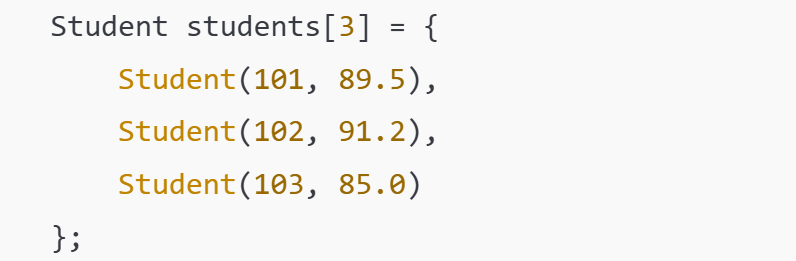 Student students[3] = {
    Student(101, 89.5),
    Student(102, 91.2),
    Student(103, 85.0)
};